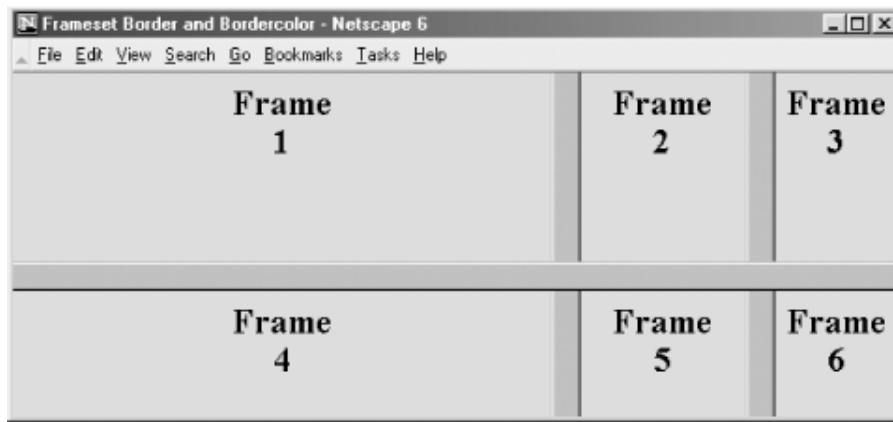 Frameset Border and Bordercolor - Netscape 6
File Edit View Search Go Bookmarks Tasks Help
Frame
1
Frame
2
Frame
3
Frame
4
Frame
5
Frame
6